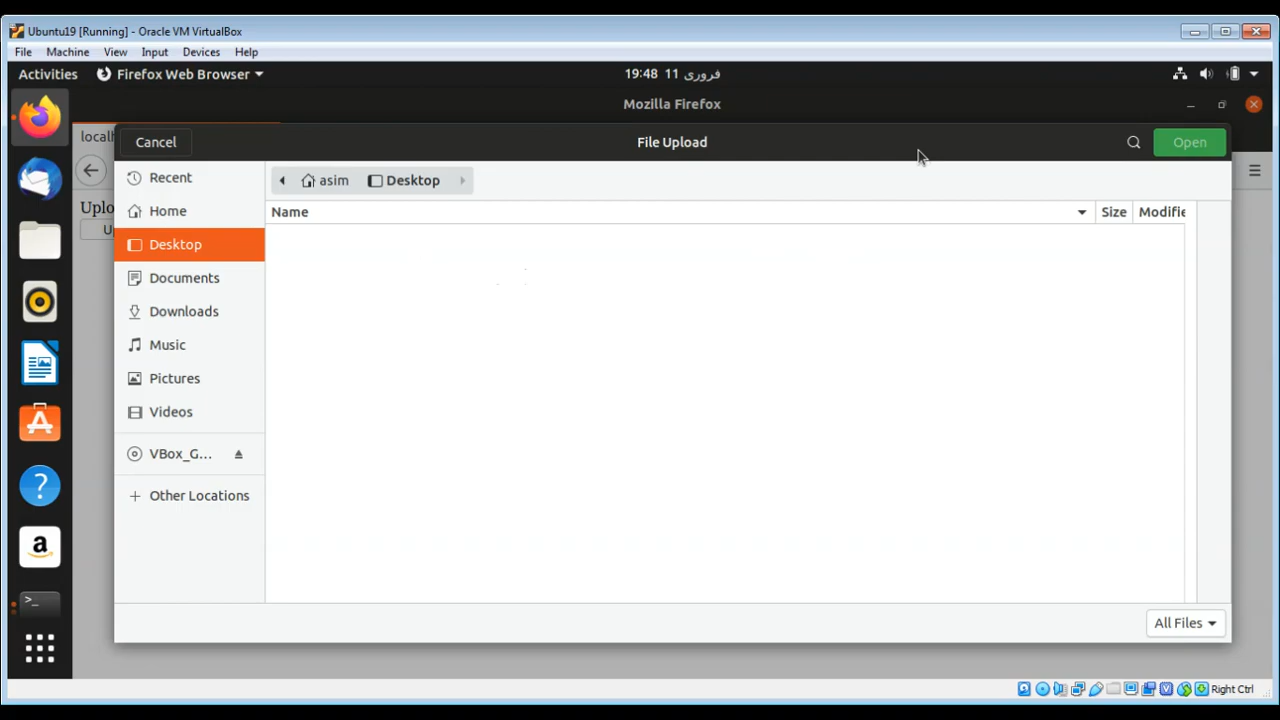 Ubuntu19 [Running] - Oracle VM VirtualBox
File Machine View Input Devices Help
Activities Firefox Web Browser 19:48 11 فروری
Mozilla Firefox
Cancel File Upload Open
asim Desktop
Name Size Modifie
Recent
Home
Desktop
Documents
Downloads
Music
Pictures
Videos
VBox_G...
+ Other Locations
All Files
Right Ctrl